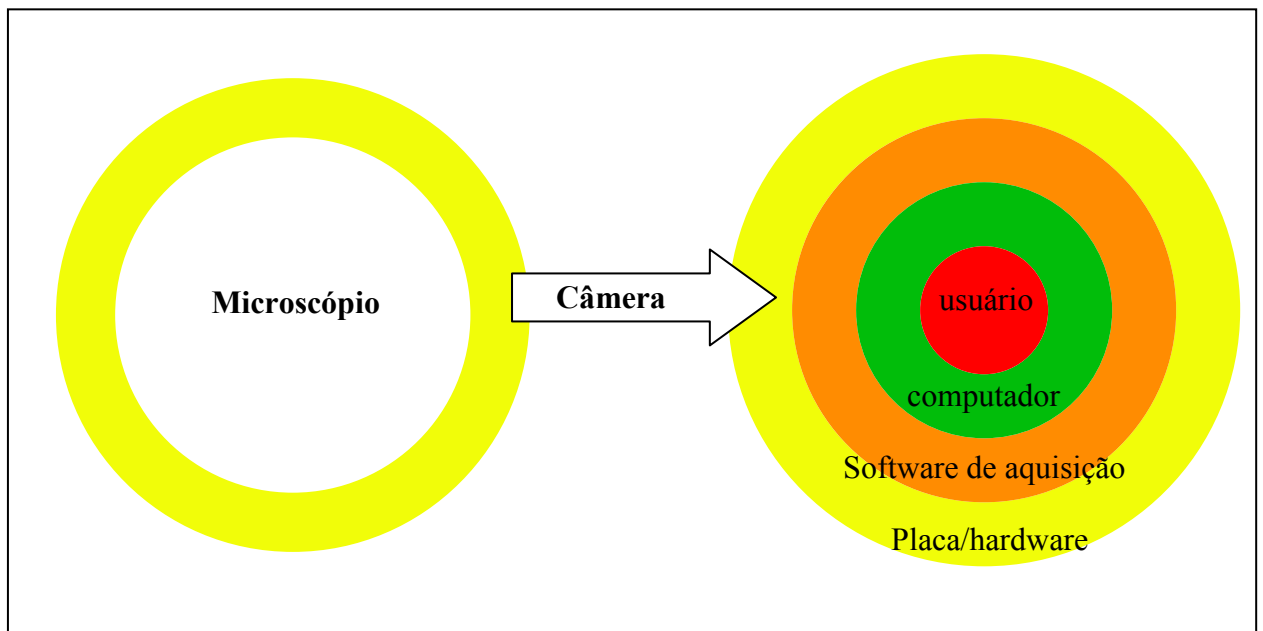 Microscópio
Câmera
usuário
computador
Software de aquisição
Placa/hardware